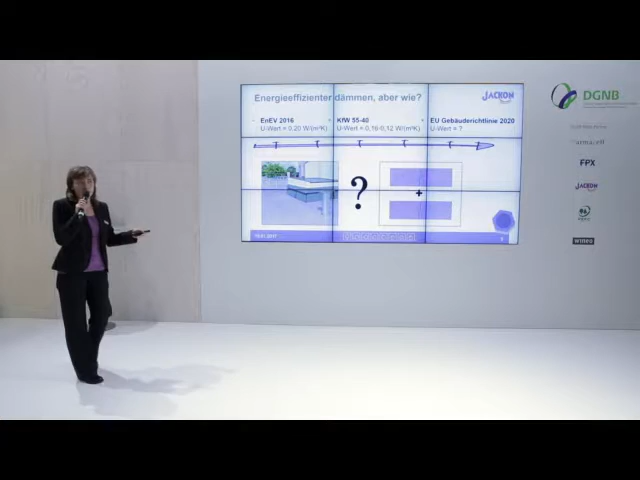 Energieeffizienter dämmen, aber wie?
JACKON
EnEV 2016
U-Wert = 0,20 W/(m²K)
KfW 55-40
U-Wert = 0,16-0,12 W/(m²K)
EU Gebäuderichtlinie 2020
U-Wert = ?
?
+
DGNB
armacell
FPX
JACKON